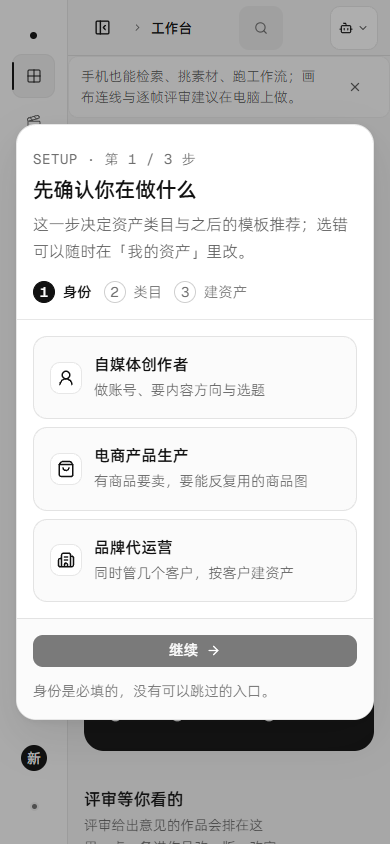 工作台
手机也能检索、挑素材、跑工作流；画
布连线与逐帧评审建议在电脑上做。
SETUP · 第 1 / 3 步
先确认你在做什么
这一步决定资产类目与之后的模板推荐；选错
可以随时在「我的资产」里改。
1 身份 2 类目 3 建资产
自媒体创作者
做账号、要内容方向与选题
电商产品生产
有商品要卖，要能反复用的商品图
品牌代运营
同时管几个客户，按客户建资产
继续 →
身份是必填的，没有可以跳过的入口。
新
评审等你看的
评审给出意见的作品会排在这